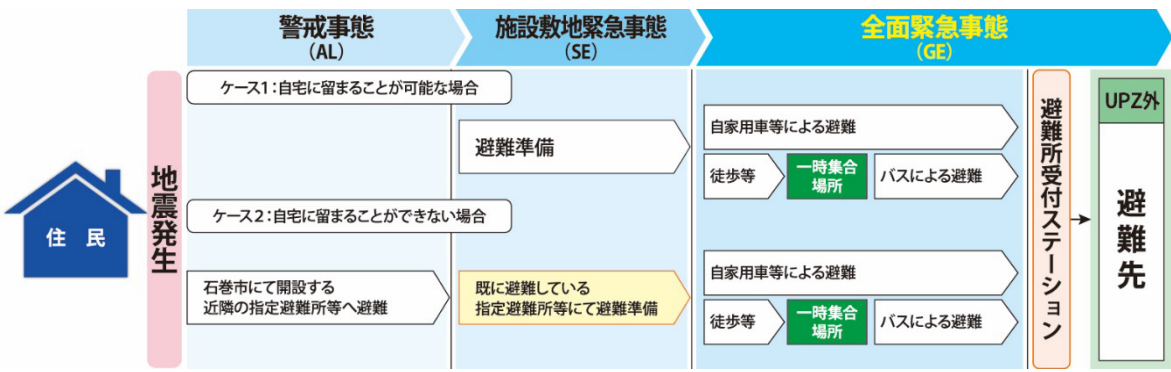 警戒事態
(AL)
施設敷地緊急事態
(SE)
全面緊急事態
(GE)
住 民
地震発生
ケース1:自宅に留まることが可能な場合
避難準備
自家用車等による避難
徒歩等
一時集合
場所
バスによる避難
ケース2:自宅に留まることができない場合
石巻市にて開設する
近隣の指定避難所等へ避難
既に避難している
指定避難所等にて避難準備
自家用車等による避難
徒歩等
一時集合
場所
バスによる避難
避難所受付ステーション
UPZ外
避難先